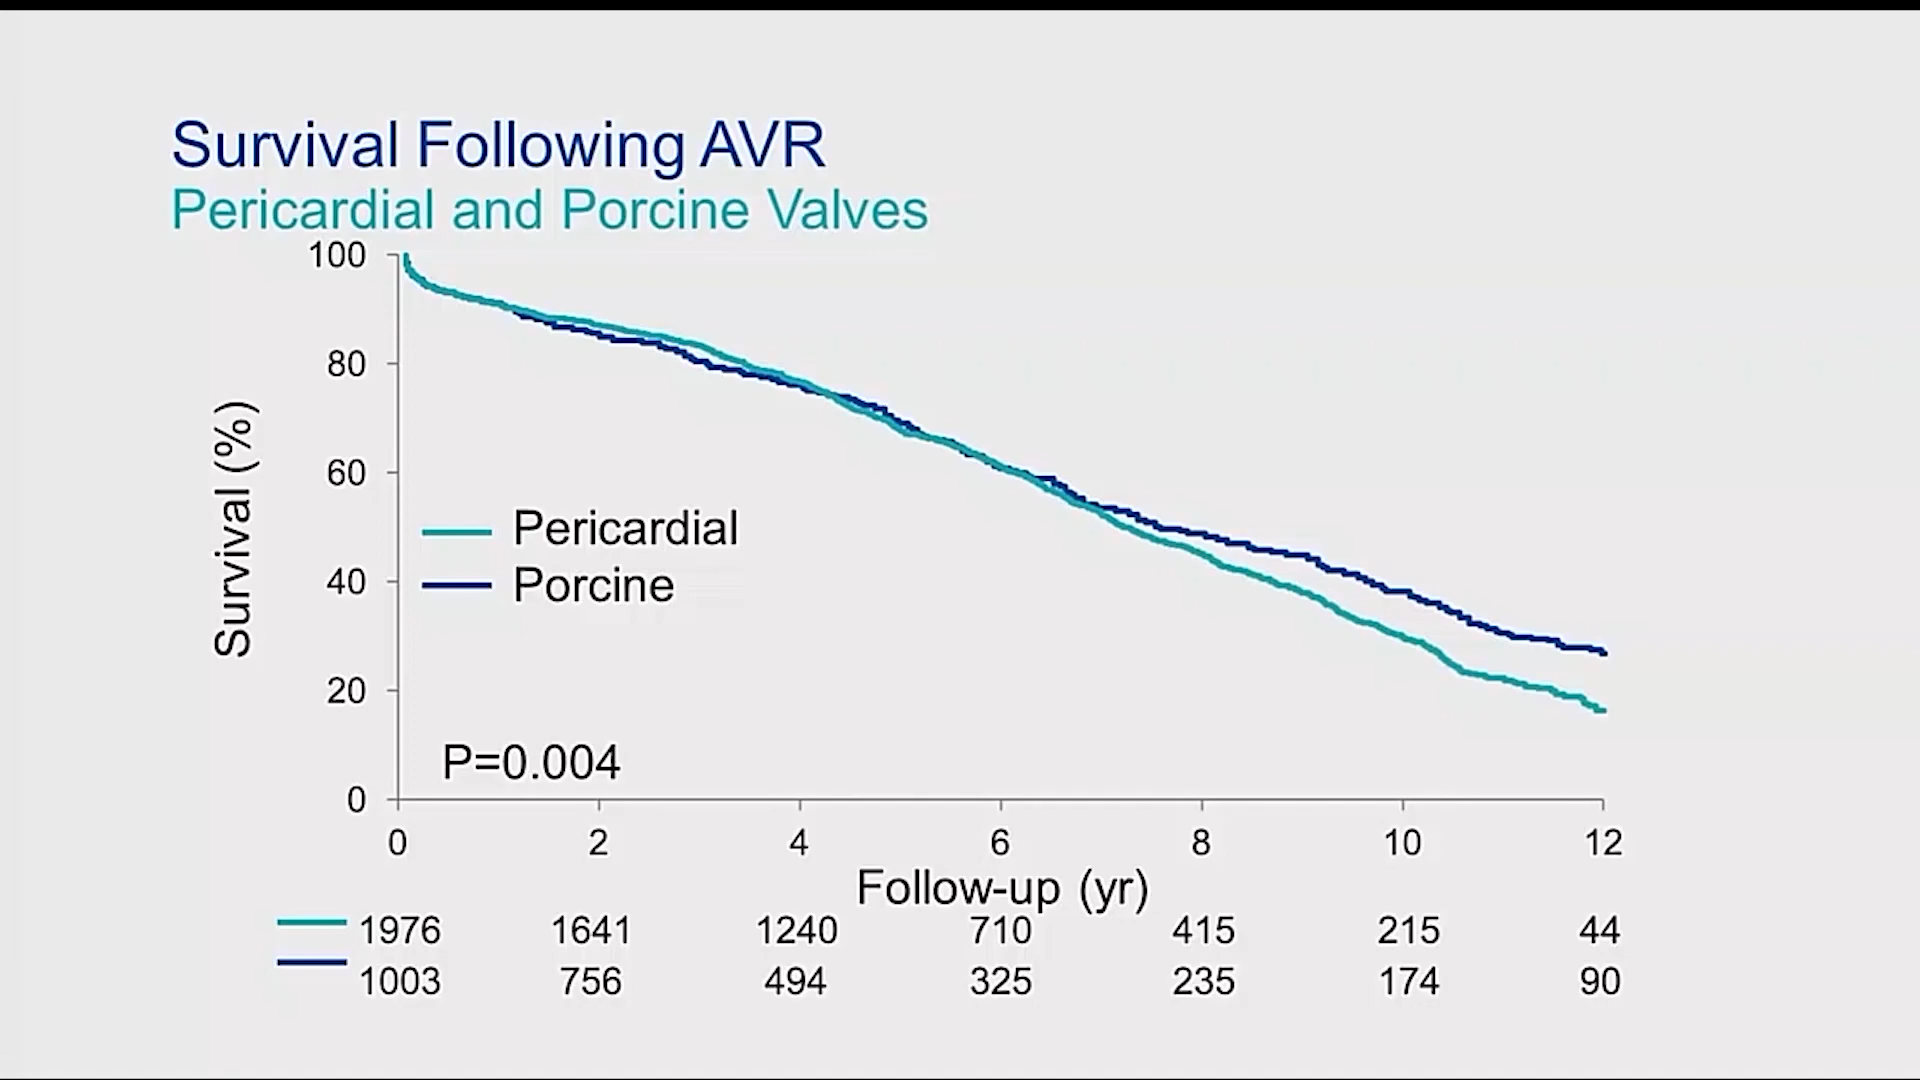 Survival Following AVR
Pericardial and Porcine Valves
100
80
60
40
20
0
Survival (%)
Pericardial
Porcine
P=0.004
0 2 4 6 8 10 12
Follow-up (yr)
1976 1641 1240 710 415 215 44
1003 756 494 325 235 174 90